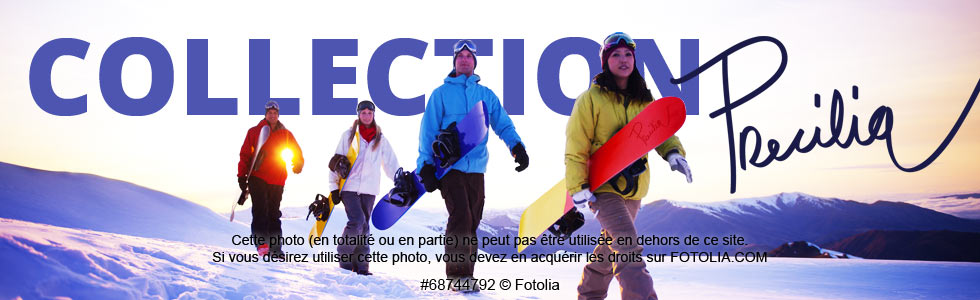 COLLECTION Precilia
Precilia
Cette photo (en totalité ou en partie) ne peut pas être utilisée en dehors de ce site.
Si vous désirez utiliser cette photo, vous devez en acquérir les droits sur FOTOLIA.COM
#68744792 © Fotolia